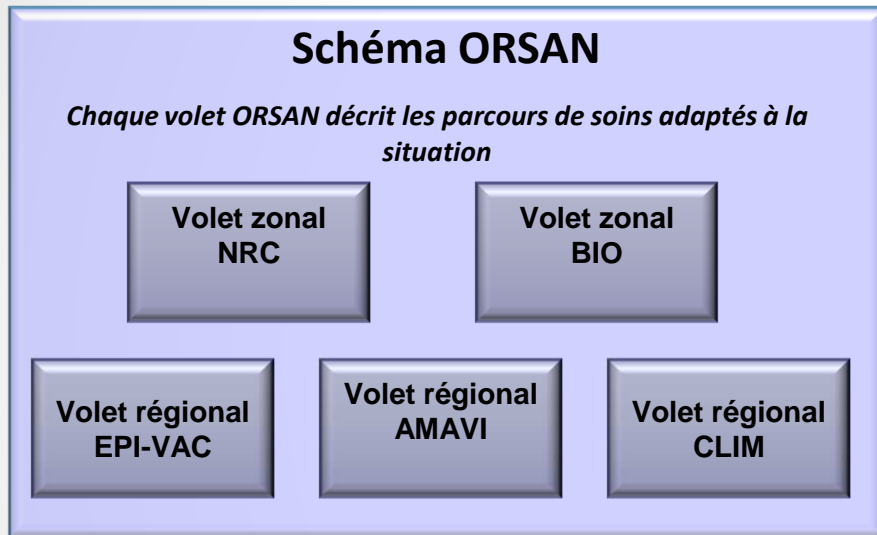 Schéma ORSAN
Chaque volet ORSAN décrit les parcours de soins adaptés à la
situation
Volet zonal
NRC
Volet zonal
BIO
Volet régional
EPI-VAC
Volet régional
AMAVI
Volet régional
CLIM